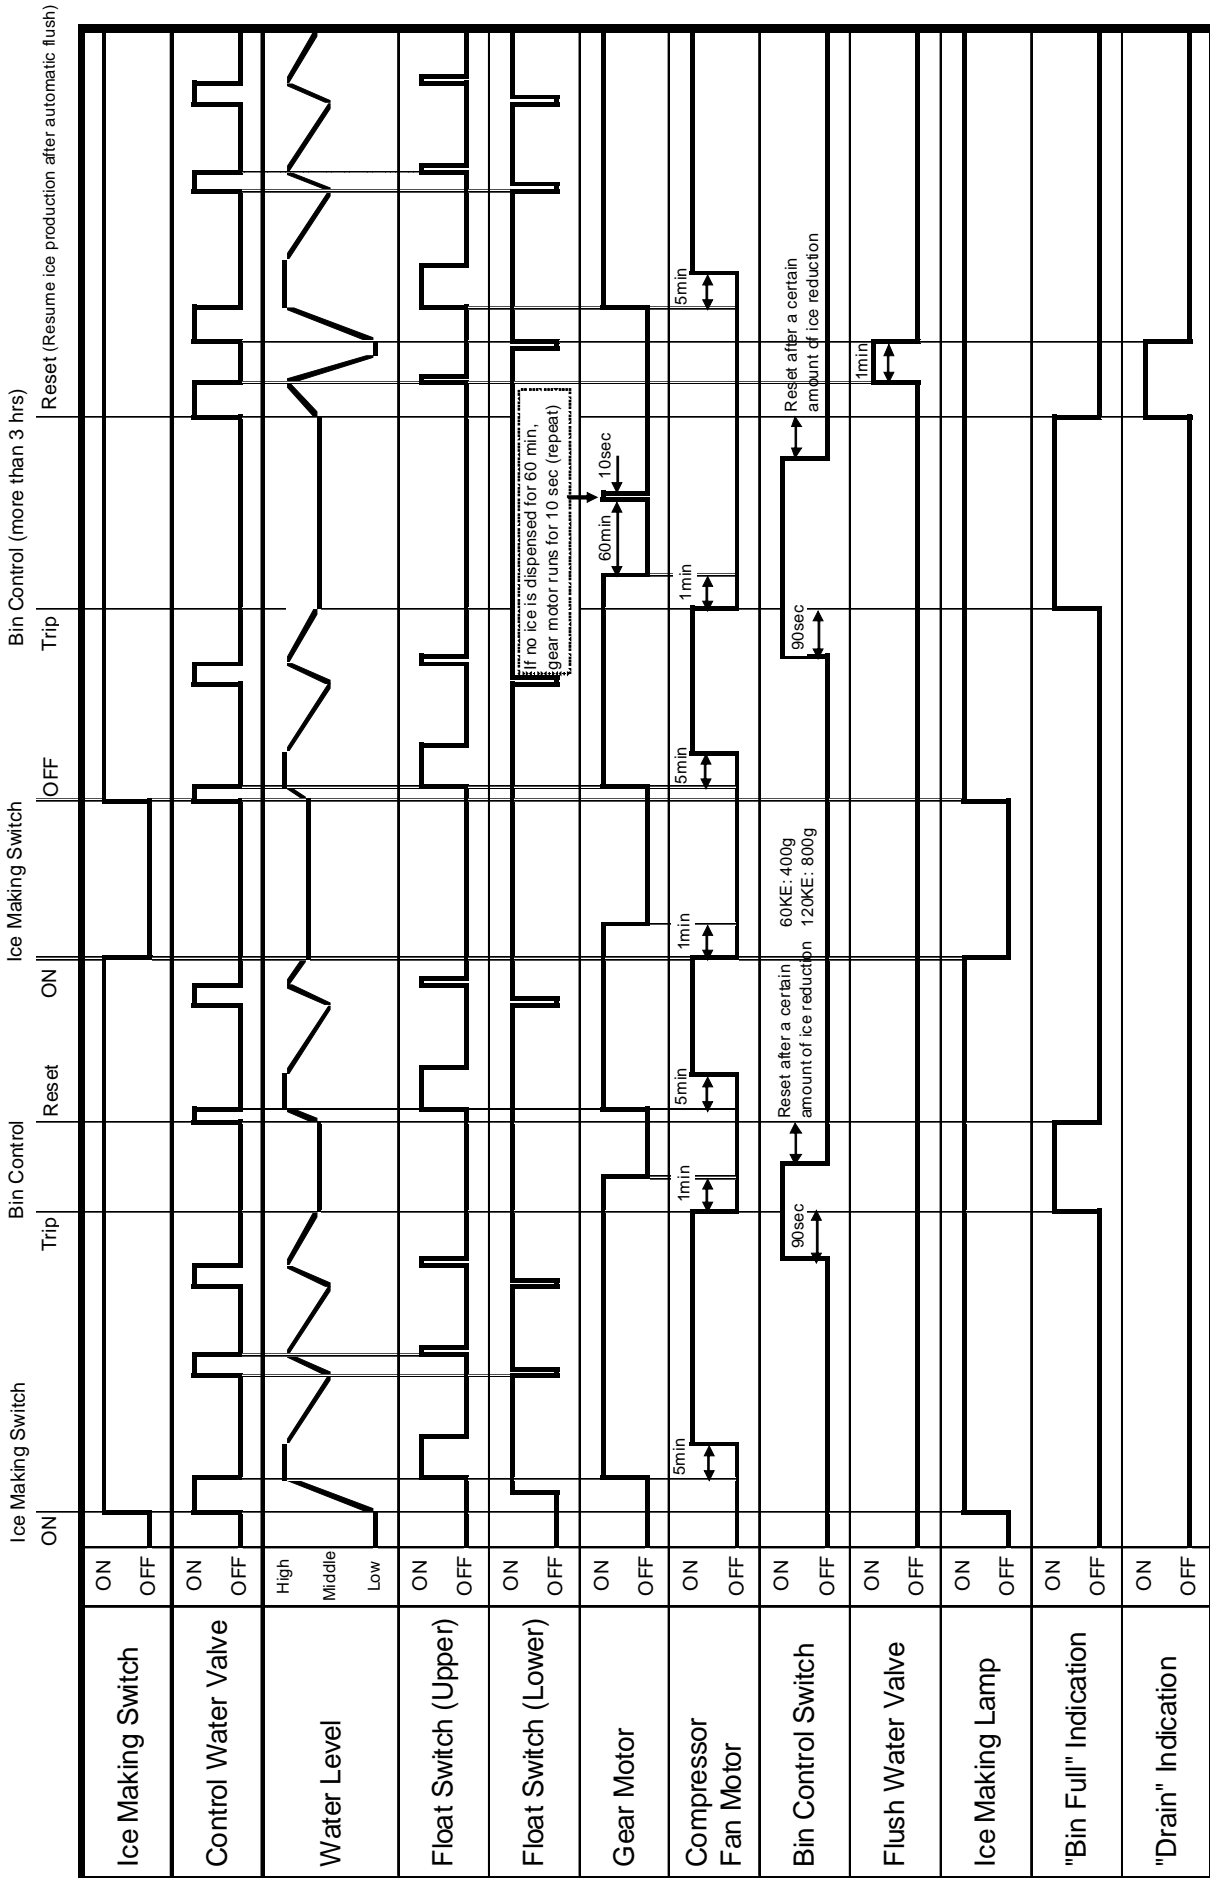 Ice Making Switch
Bin Control
Ice Making Switch
Bin Control (more than 3 hrs)
ON
Trip
Reset
ON
OFF
Trip
Reset (Resume ice production after automatic flush)
Ice Making Switch
ON
OFF
Control Water Valve
ON
OFF
Water Level
High
Middle
Low
Float Switch (Upper)
ON
OFF
Float Switch (Lower)
ON
OFF
If no ice is dispensed for 60 min,
gear motor runs for 10 sec (repeat)
Gear Motor
ON
OFF
60min
10sec
Compressor
Fan Motor
ON
OFF
5min
1min
5min
1min
5min
1min
5min
Bin Control Switch
ON
OFF
90sec
Reset after a certain
amount of ice reduction
60KE: 400g
120KE: 800g
90sec
Reset after a certain
amount of ice reduction
Flush Water Valve
ON
OFF
1min
Ice Making Lamp
ON
OFF
"Bin Full" Indication
ON
OFF
"Drain" Indication
ON
OFF